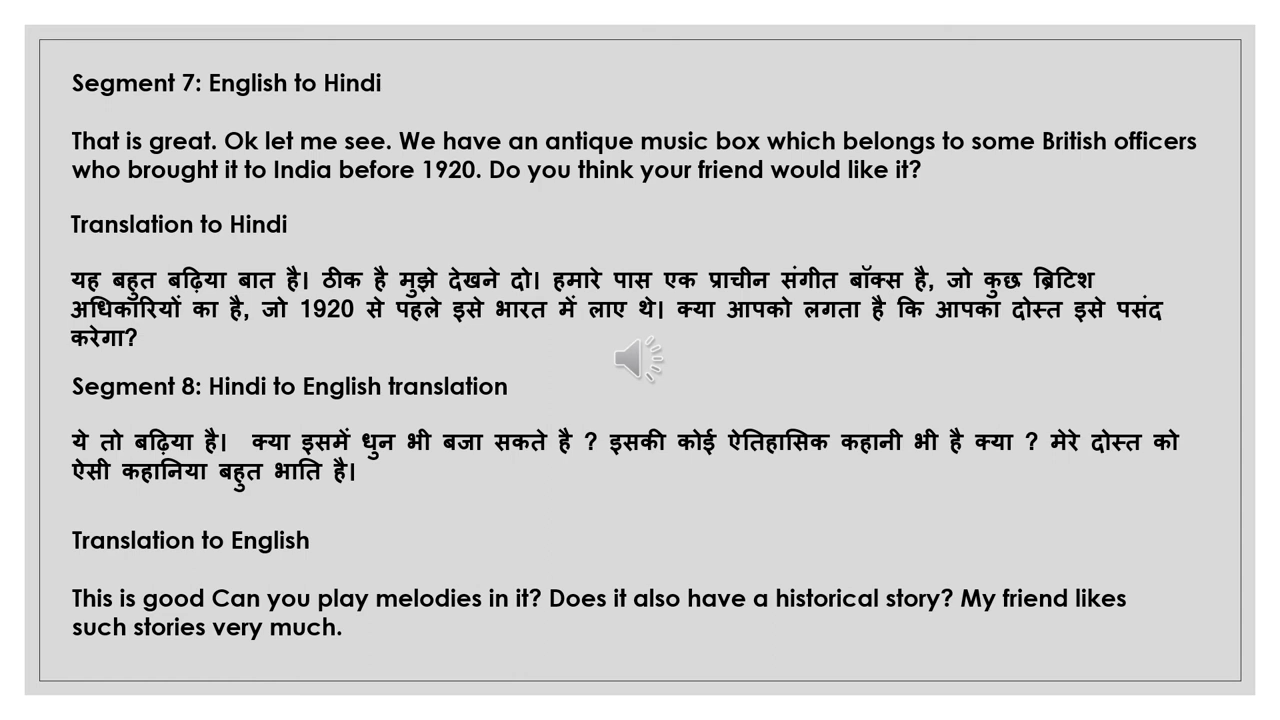 Segment 7: English to Hindi
That is great. Ok let me see. We have an antique music box which belongs to some British officers
who brought it to India before 1920. Do you think your friend would like it?
Translation to Hindi
यह बहुत बढ़िया बात है। ठीक है मुझे देखने दो। हमारे पास एक प्राचीन संगीत बॉक्स है, जो कुछ ब्रिटिश
अधिकारियों का है, जो 1920 से पहले इसे भारत में लाए थे। क्या आपको लगता है कि आपका दोस्त इसे पसंद
करेगा?
Segment 8: Hindi to English translation
ये तो बढ़िया है। क्या इसमें धुन भी बजा सकते है ? इसकी कोई ऐतिहासिक कहानी भी है क्या ? मेरे दोस्त को
ऐसी कहानिया बहुत भाति है।
Translation to English
This is good Can you play melodies in it? Does it also have a historical story? My friend likes
such stories very much.